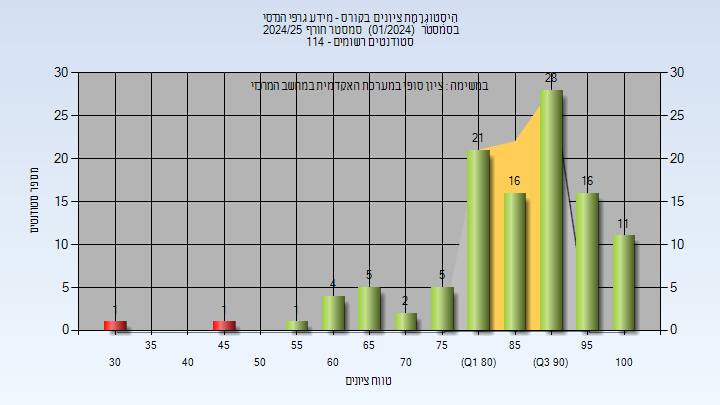 היסטוגרמת ציונים בקורס - מידע גרפי הנדסי
בסמסטר (01/2024) סמסטר חורף 2024/25
סטודנטים רשומים - 114
במשימה : ציון סופי במערכת האקדמית במחשב המרכזי
מספר סטודנטים
30 25 20 15 10 5 0
30 25 20 15 10 5 0
1 1 1 4 5 2 5 21 16 28 16 11
35 45 55 65 75 85 95
30 40 50 60 70 (Q1 80) (Q3 90) 100
טווח ציונים